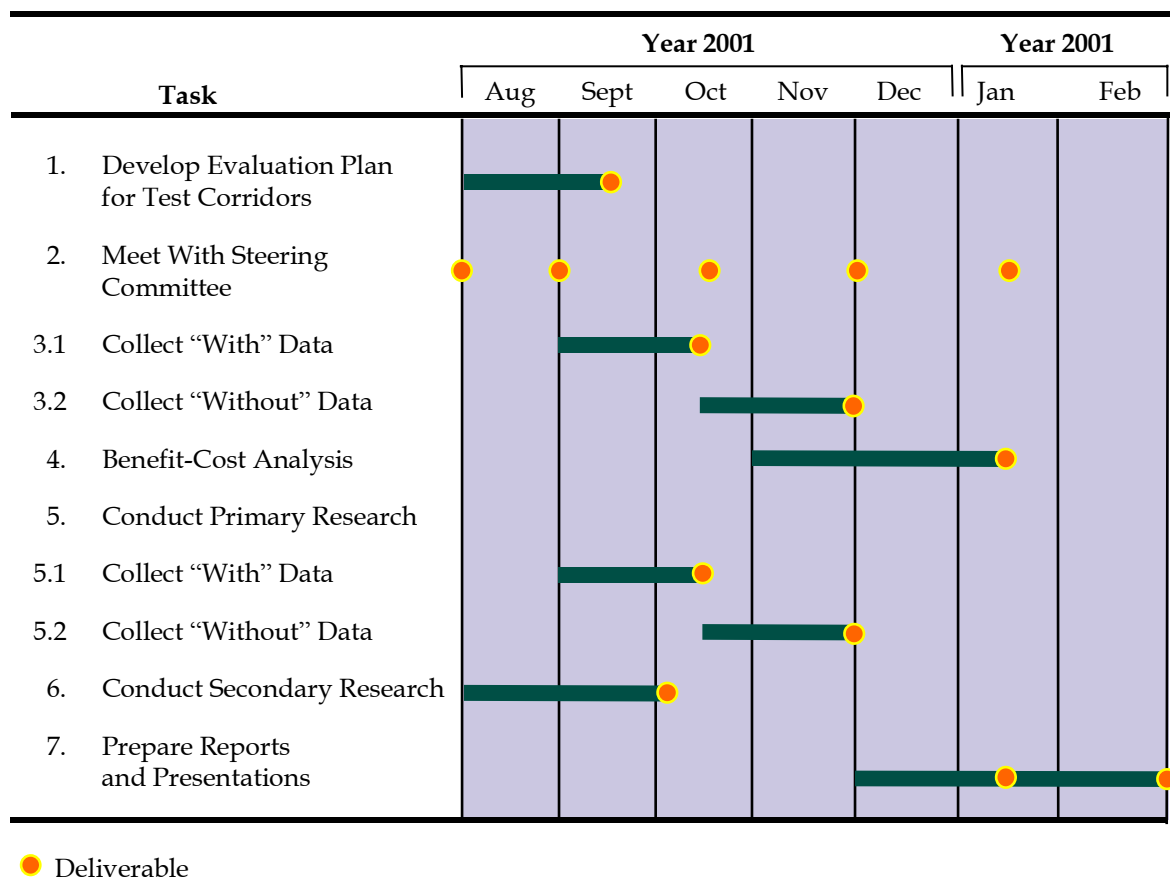 Year 2001 Year 2001
Task Aug Sept Oct Nov Dec Jan Feb
1. Develop Evaluation Plan
for Test Corridors
2. Meet With Steering
Committee
3.1 Collect “With” Data
3.2 Collect “Without” Data
4. Benefit-Cost Analysis
5. Conduct Primary Research
5.1 Collect “With” Data
5.2 Collect “Without” Data
6. Conduct Secondary Research
7. Prepare Reports
and Presentations
Deliverable